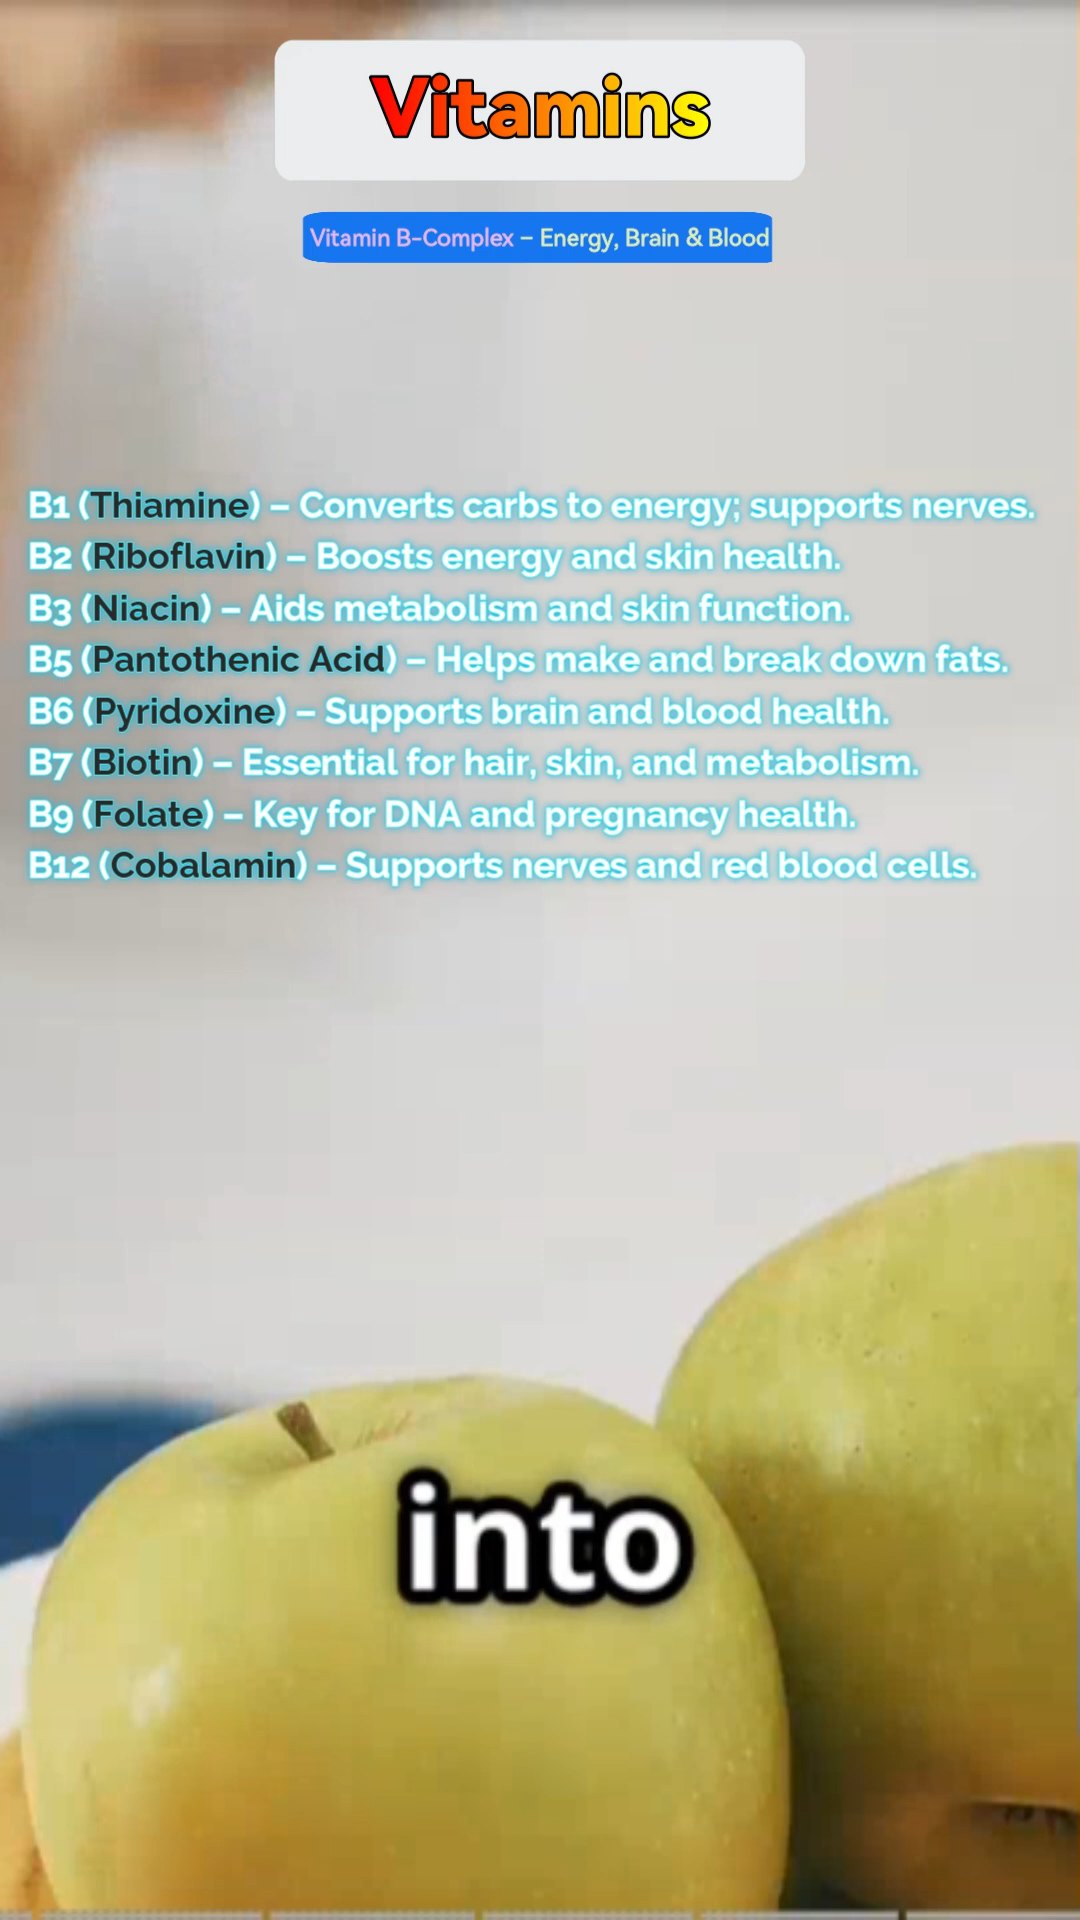 Vitamins
Vitamin B-Complex – Energy, Brain & Blood
B1 (Thiamine) – Converts carbs to energy; supports nerves.
B2 (Riboflavin) – Boosts energy and skin health.
B3 (Niacin) – Aids metabolism and skin function.
B5 (Pantothenic Acid) – Helps make and break down fats.
B6 (Pyridoxine) – Supports brain and blood health.
B7 (Biotin) – Essential for hair, skin, and metabolism.
B9 (Folate) – Key for DNA and pregnancy health.
B12 (Cobalamin) – Supports nerves and red blood cells.
into